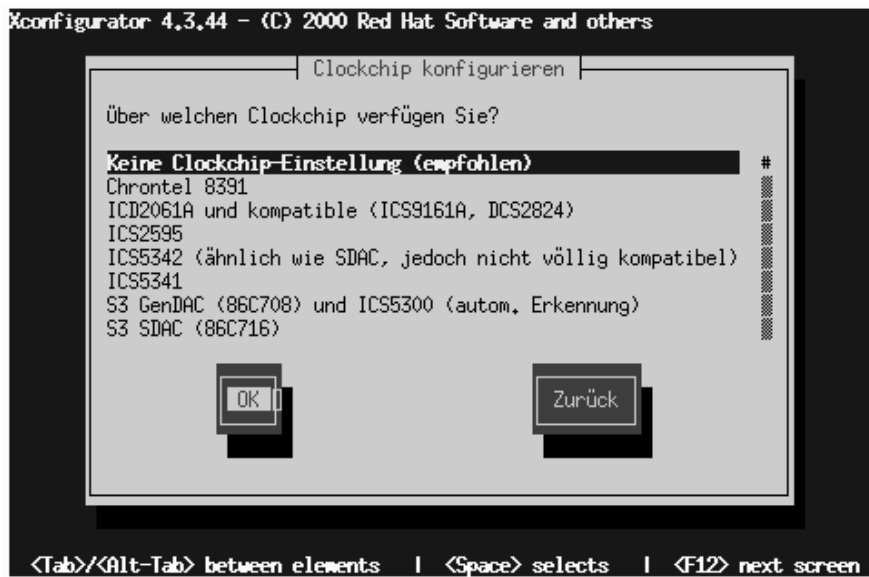 Xconfigurator 4.3.44 - (C) 2000 Red Hat Software and others
Clockchip konfigurieren
Über welchen Clockchip verfügen Sie?
Keine Clockchip-Einstellung (empfohlen) #
Chrontel 8391
ICD2061A und kompatible (ICS9161A, DCS2824)
ICS2595
ICS5342 (ähnlich wie SDAC, jedoch nicht völlig kompatibel)
ICS5341
S3 GenDAC (86C708) und ICS5300 (autom. Erkennung)
S3 SDAC (86C716)
OK Zurück
<Tab>/<Alt-Tab> between elements | <Space> selects | <F12> next screen